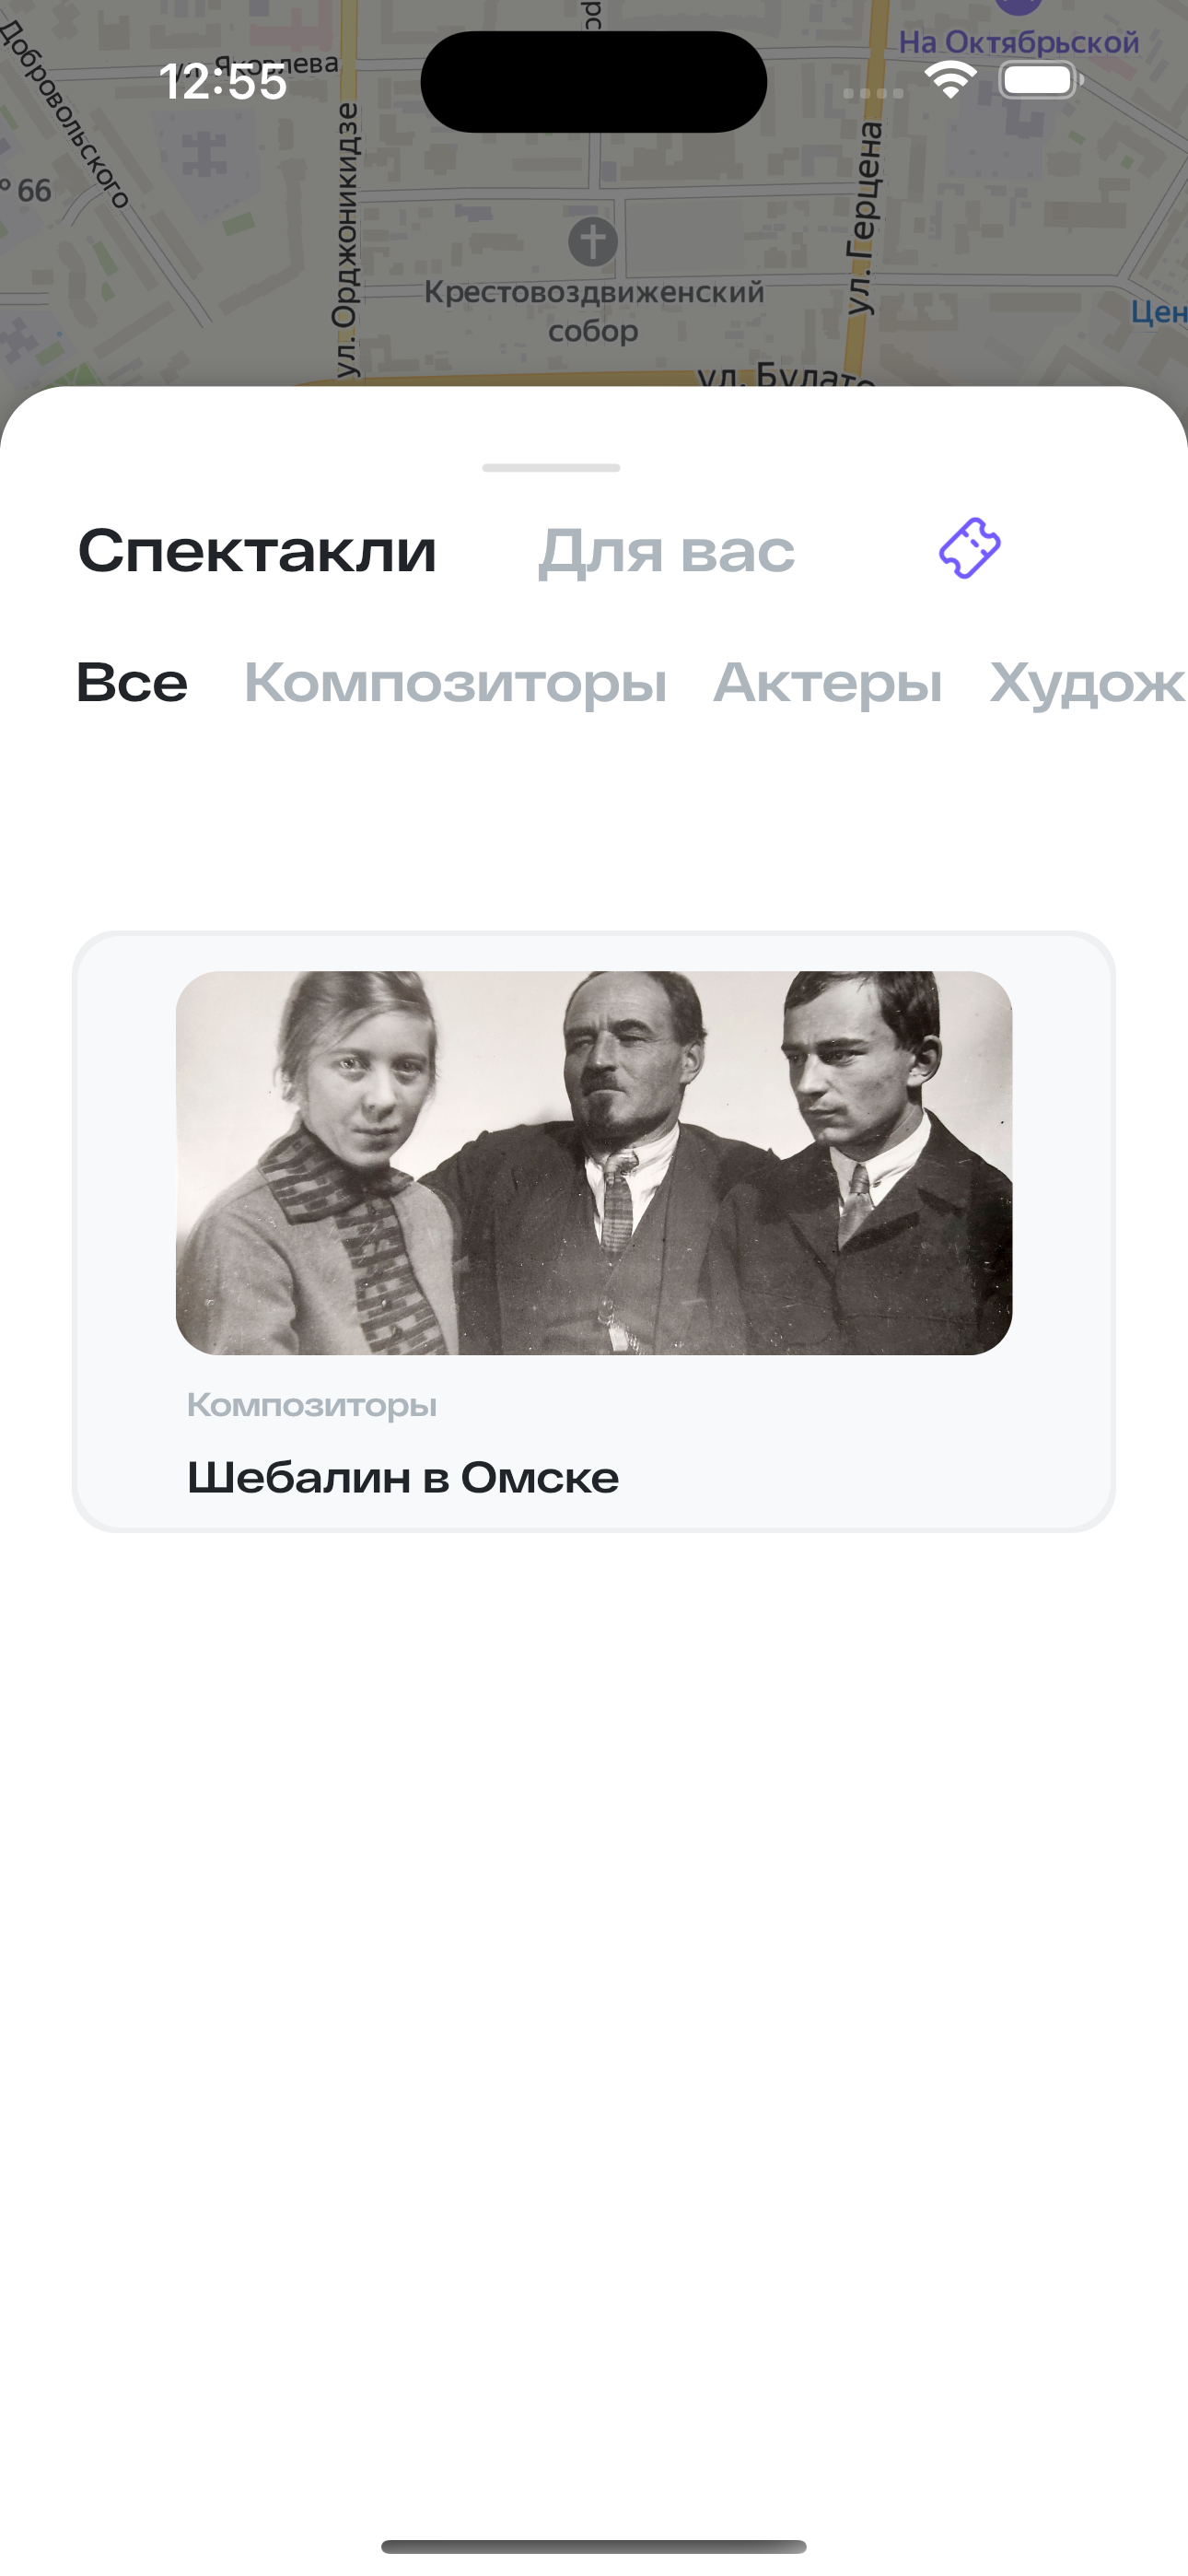 На Октябрьской
ул. Яковлева
12:55
Добровольского
66
ул. Орджоникидзе
ул. Герцена
Крестовоздвиженский
собор
Цен
ул. Булато
Спектакли
Для вас
Все Композиторы Актеры Худож
Композиторы
Шебалин в Омске